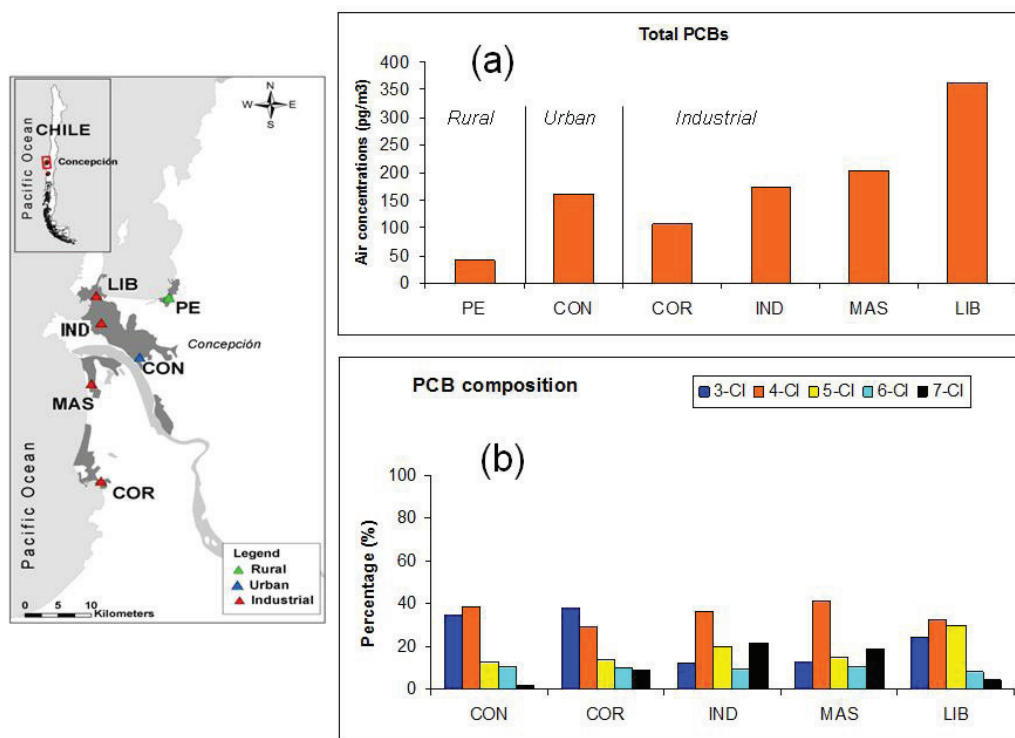 N
W E
S
CHILE
Pacific Ocean
Concepción
LIB
PE
IND
Concepción
CON
MAS
COR
Pacific Ocean
Legend
Rural
Urban
Industrial
0 5 10
Kilometers
Total PCBs
(a)
Air concentrations (pg/m3)
400
350
300
250
200
150
100
50
0
Rural Urban Industrial
PE CON COR IND MAS LIB
PCB composition
3-Cl 4-Cl 5-Cl 6-Cl 7-Cl
(b)
Percentage (%)
100
80
60
40
20
0
CON COR IND MAS LIB